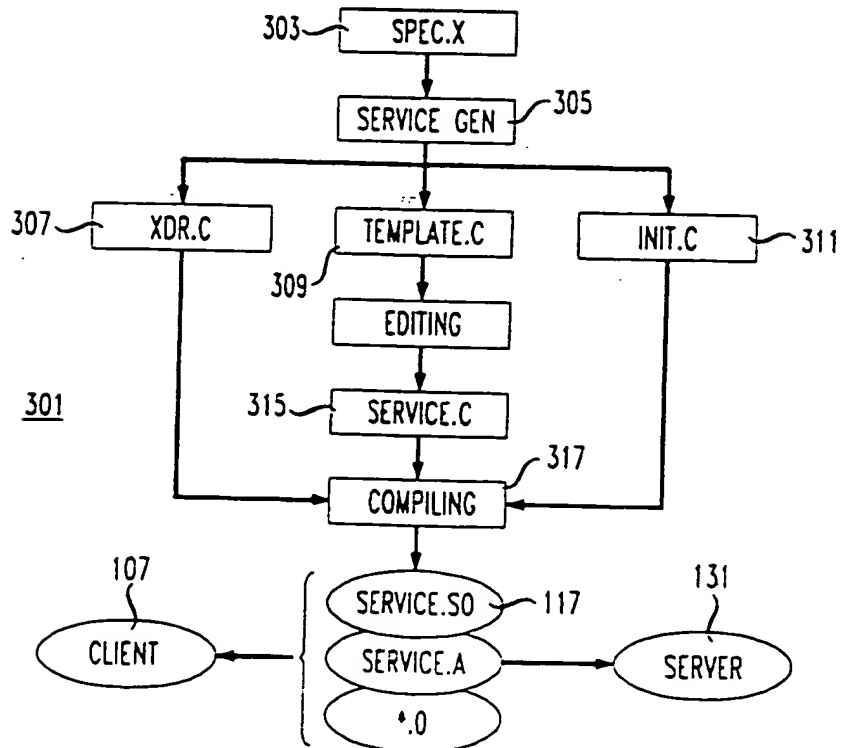 303
SPEC.X
SERVICE GEN
305
307
XDR.C
TEMPLATE.C
309
INIT.C
311
EDITING
301
315
SERVICE.C
317
COMPILING
107
CLIENT
SERVICE.SO
117
SERVICE.A
*.O
131
SERVER